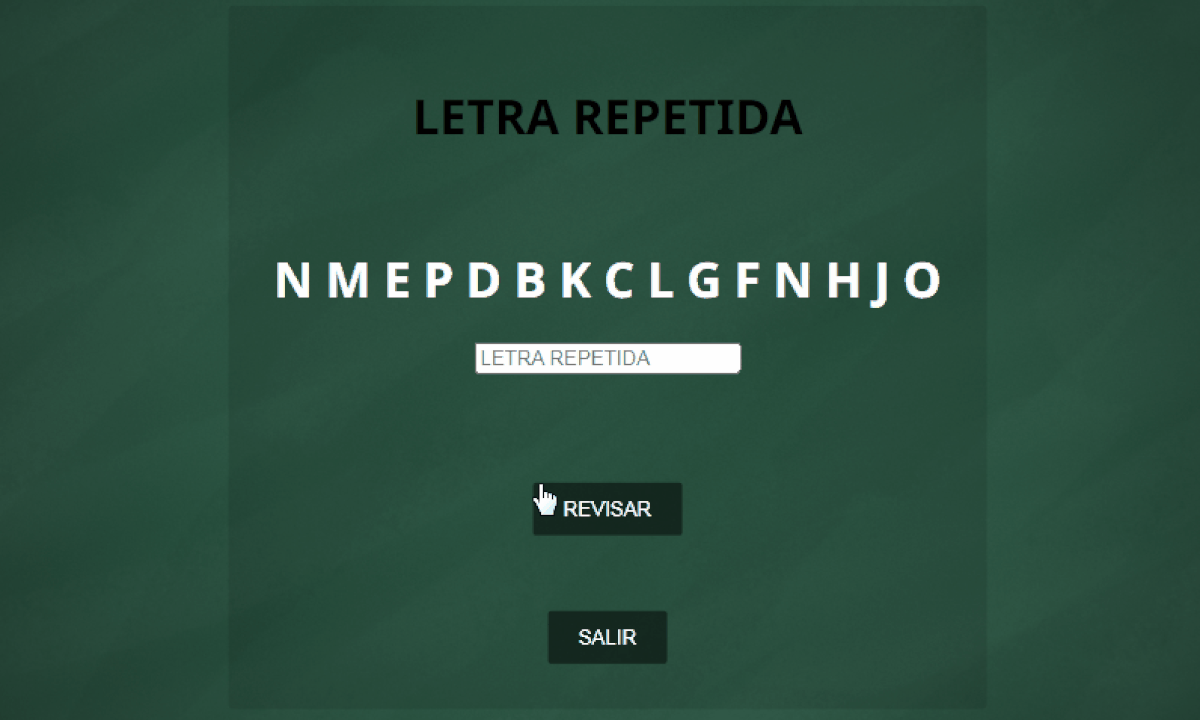 LETRA REPETIDA
N M E P D B K C L G F N H J O
LETRA REPETIDA
REVISAR
SALIR